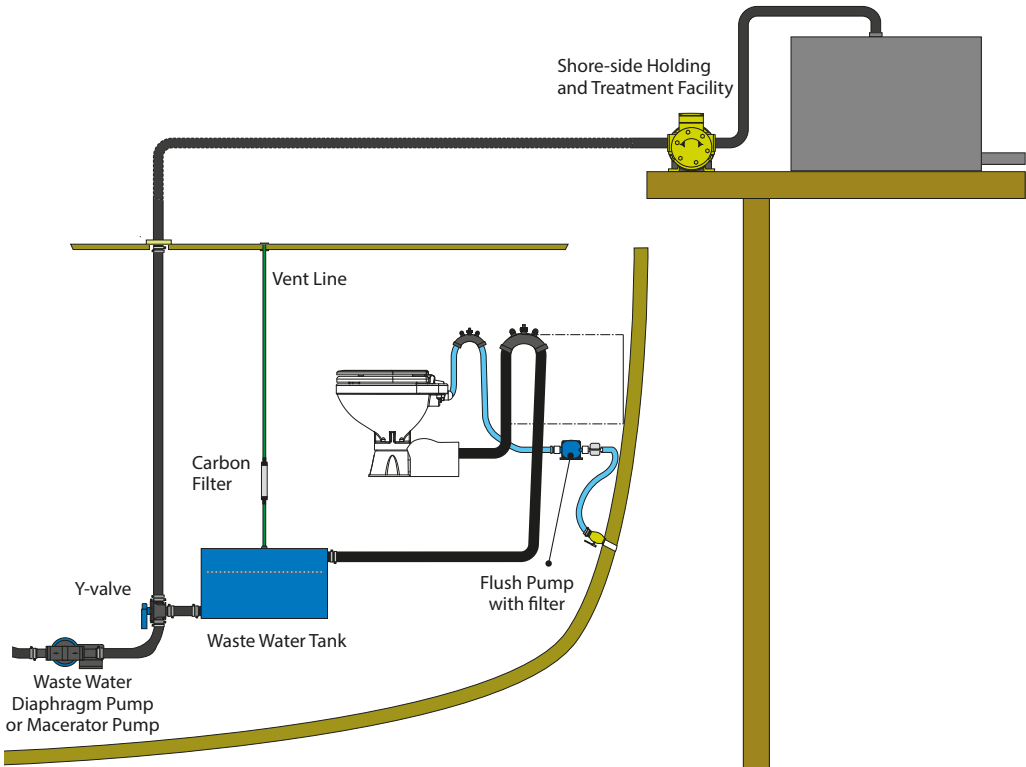 Shore-side Holding
and Treatment Facility
Vent Line
Carbon
Filter
Y-valve
Flush Pump
with filter
Waste Water Tank
Waste Water
Diaphragm Pump
or Macerator Pump